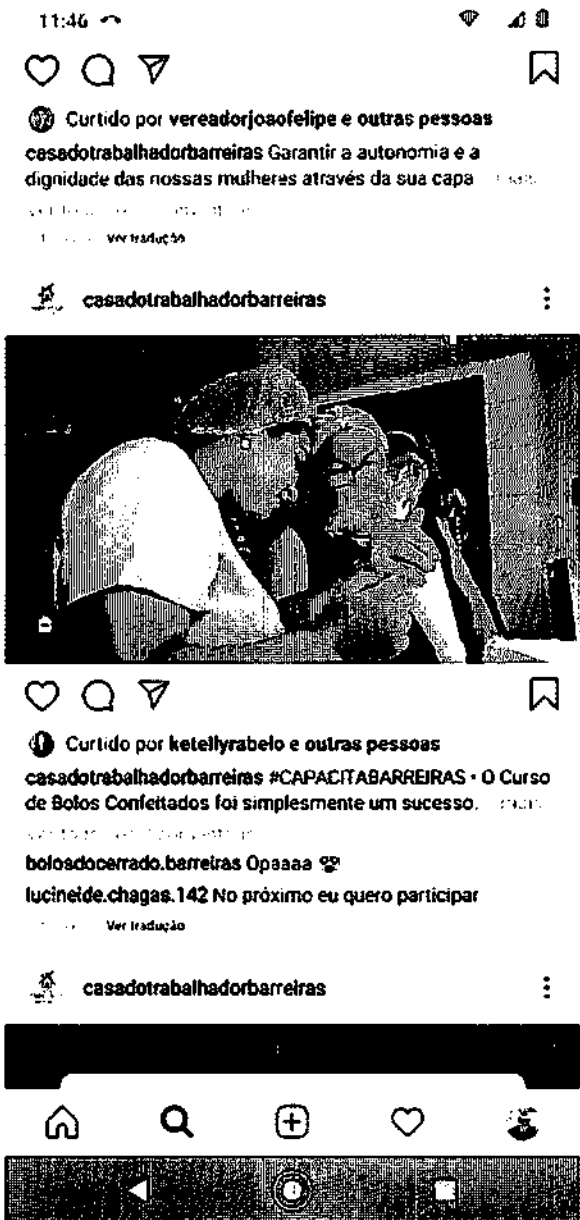 11:46
Curtido por vereadorjoaofelipe e outras pessoas
casadotrabalhadorbarreiras Garantir a autonomia e a
dignidade das nossas mulheres através da sua capa
Ver tradução
casadotrabalhadorbarreiras
Curtido por ketellyrabelo e outras pessoas
casadotrabalhadorbarreiras #CAPACITABARREIRAS • O Curso
de Bolos Confeitados foi simplesmente um sucesso.
bolosdocerrado.barreiras Opaaaa
lucineide.chagas.142 No próximo eu quero participar
Ver tradução
casadotrabalhadorbarreiras